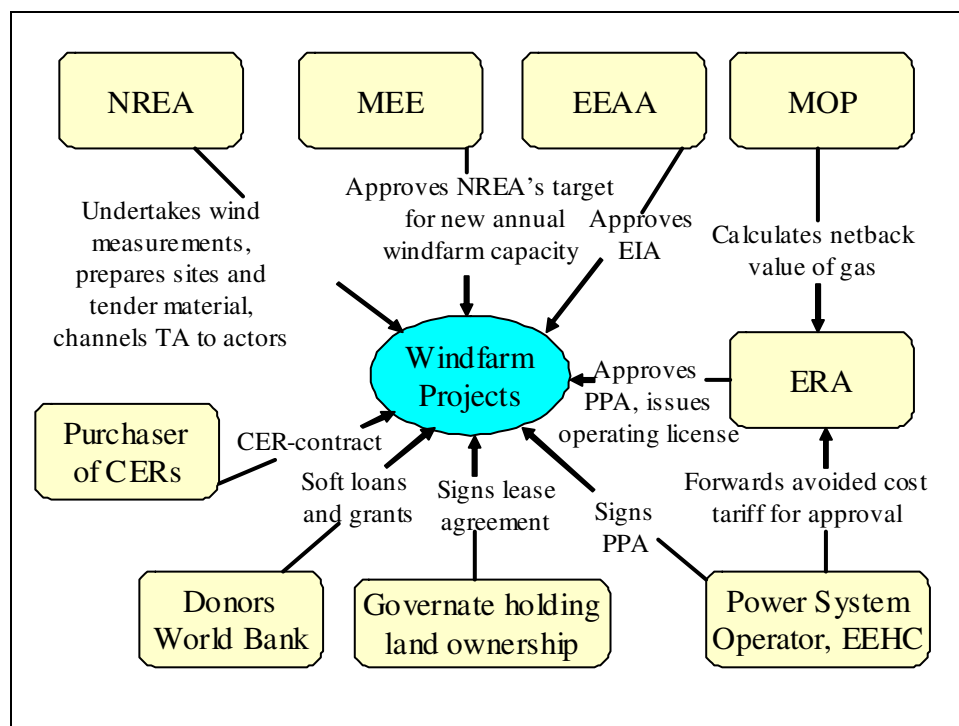 NREA
MEE
EEAA
MOP
Undertakes wind
measurements,
prepares sites and
tender material,
channels TA to actors
Approves NREA's target
for new annual
windfarm capacity
Approves
EIA
Calculates netback
value of gas
Windfarm
Projects
Approves
PPA, issues
operating license
ERA
Purchaser
of CERs
CER-contract
Soft loans
and grants
Signs lease
agreement
Signs
PPA
Forwards avoided cost
tariff for approval
Donors
World Bank
Governate holding
land ownership
Power System
Operator, EEHC